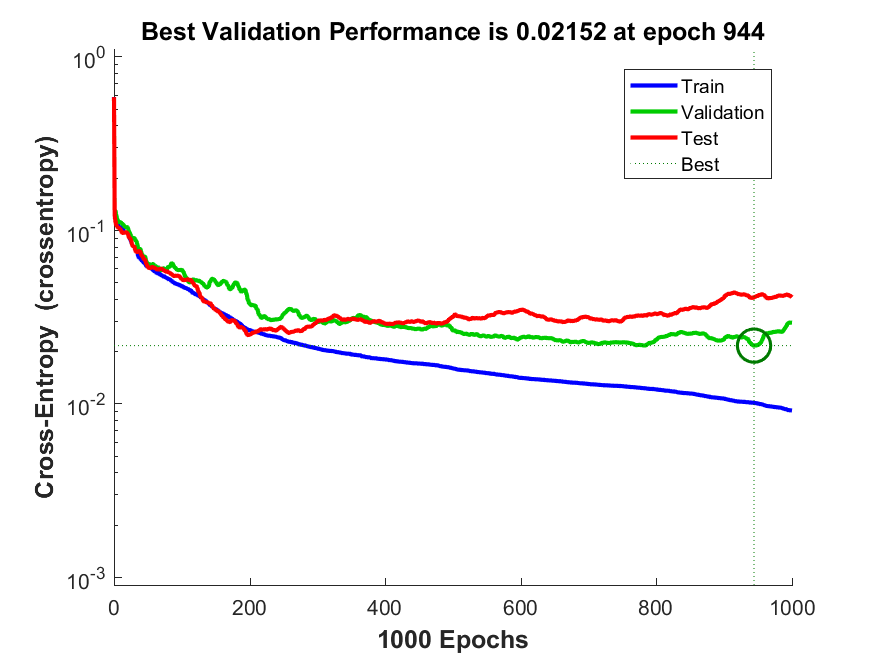 Best Validation Performance is 0.02152 at epoch 944
10^0
10^-1
10^-2
10^-3
Cross-Entropy (crossentropy)
Train
Validation
Test
Best
0 200 400 600 800 1000
1000 Epochs